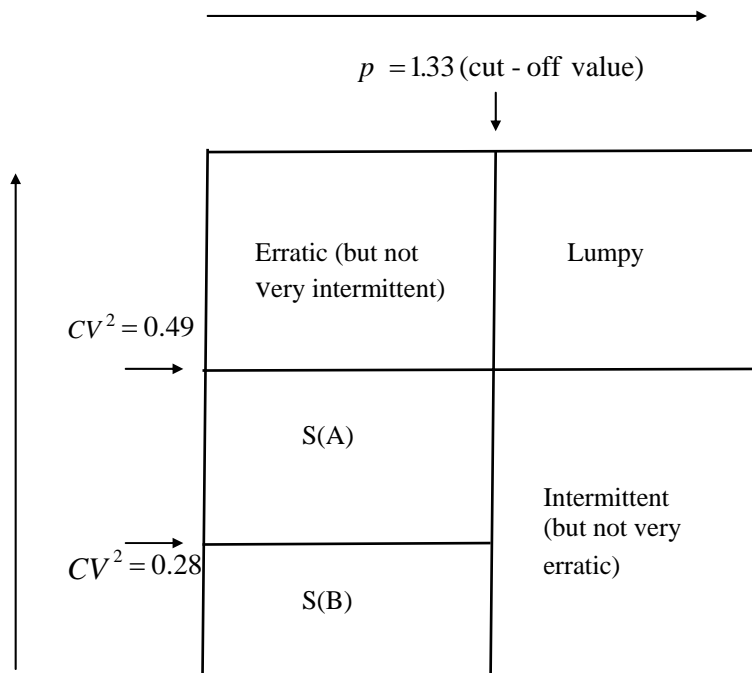 p = 1.33 (cut - off value)
Erratic (but not
very intermittent)
Lumpy
CV² = 0.49
S(A)
Intermittent
(but not very
erratic)
CV² = 0.28
S(B)